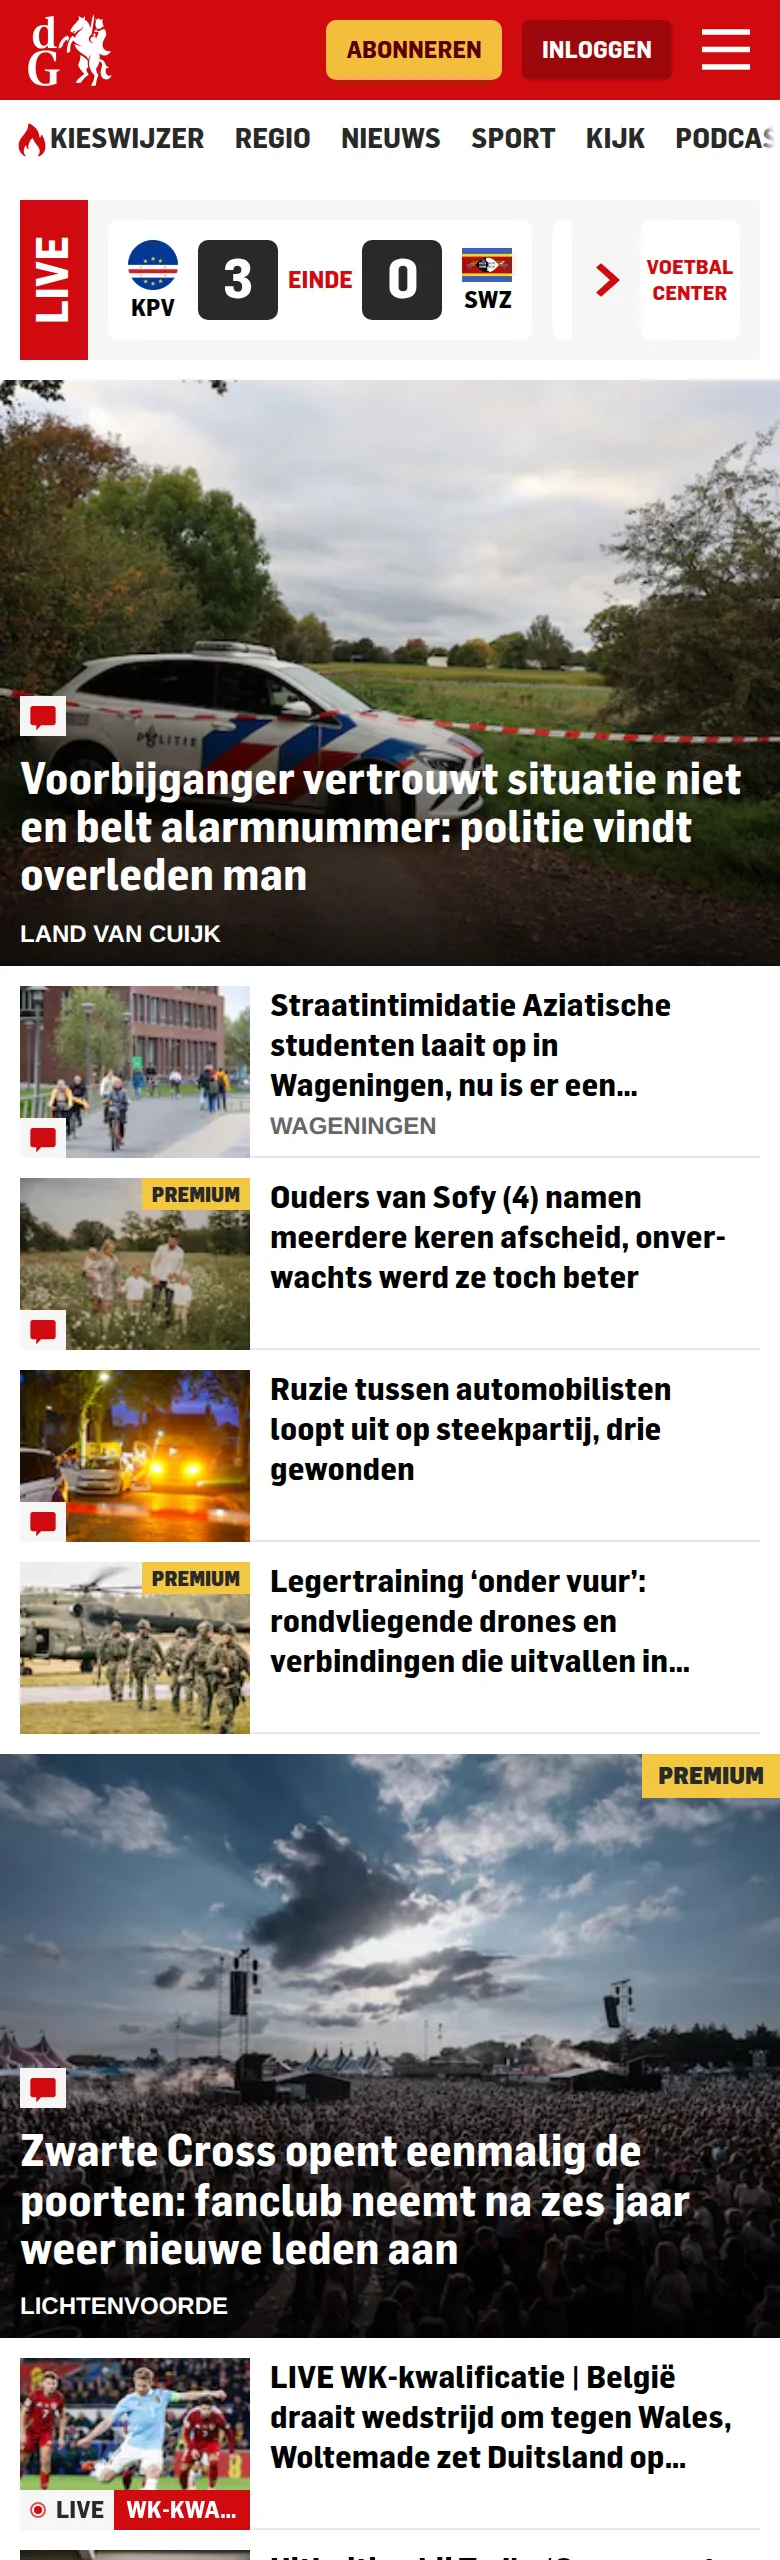 dG
ABONNEREN
INLOGGEN
KIESWIJZER REGIO NIEUWS SPORT KIJK PODCAS
LIVE
KPV
3
EINDE
0
SWZ
VOETBAL
CENTER
POLITIE
Voorbijganger vertrouwt situatie niet
en belt alarmnummer: politie vindt
overleden man
LAND VAN CUIJK
Straatintimidatie Aziatische
studenten laait op in
Wageningen, nu is er een...
WAGENINGEN
PREMIUM
Ouders van Sofy (4) namen
meerdere keren afscheid, onver-
wachts werd ze toch beter
Ruzie tussen automobilisten
loopt uit op steekpartij, drie
gewonden
PREMIUM
Legertraining ‘onder vuur’:
rondvliegende drones en
verbindingen die uitvallen in...
PREMIUM
Zwarte Cross opent eenmalig de
poorten: fanclub neemt na zes jaar
weer nieuwe leden aan
LICHTENVOORDE
LIVE WK-kwalificatie | België
draait wedstrijd om tegen Wales,
Woltemade zet Duitsland op...
LIVE
WK-KWA...